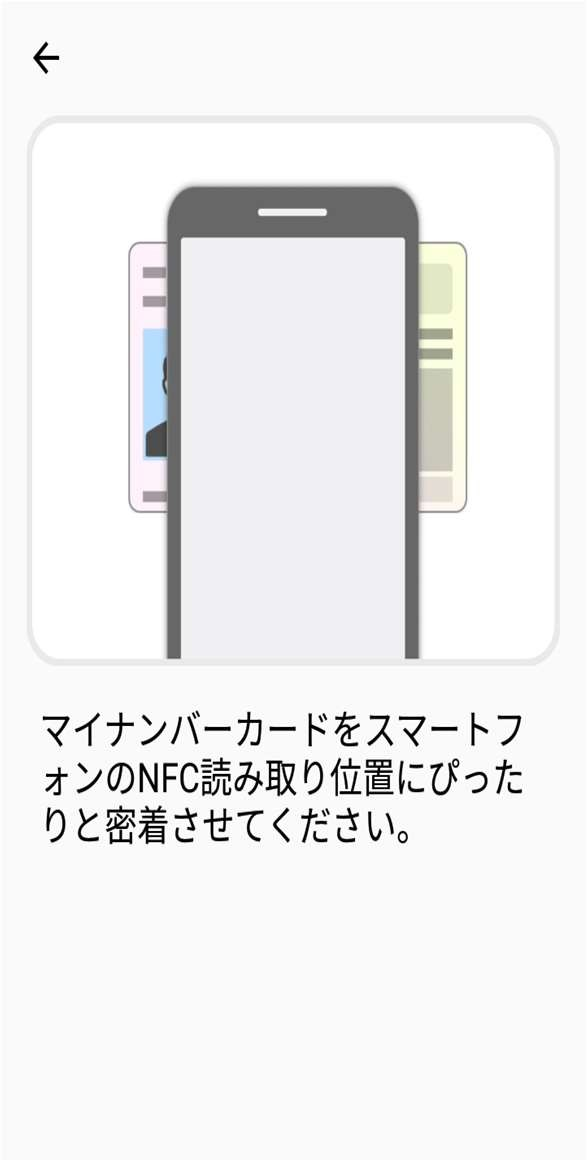 マイナンバーカードをスマートフ
ォンのNFC読み取り位置にぴった
りと密着させてください。